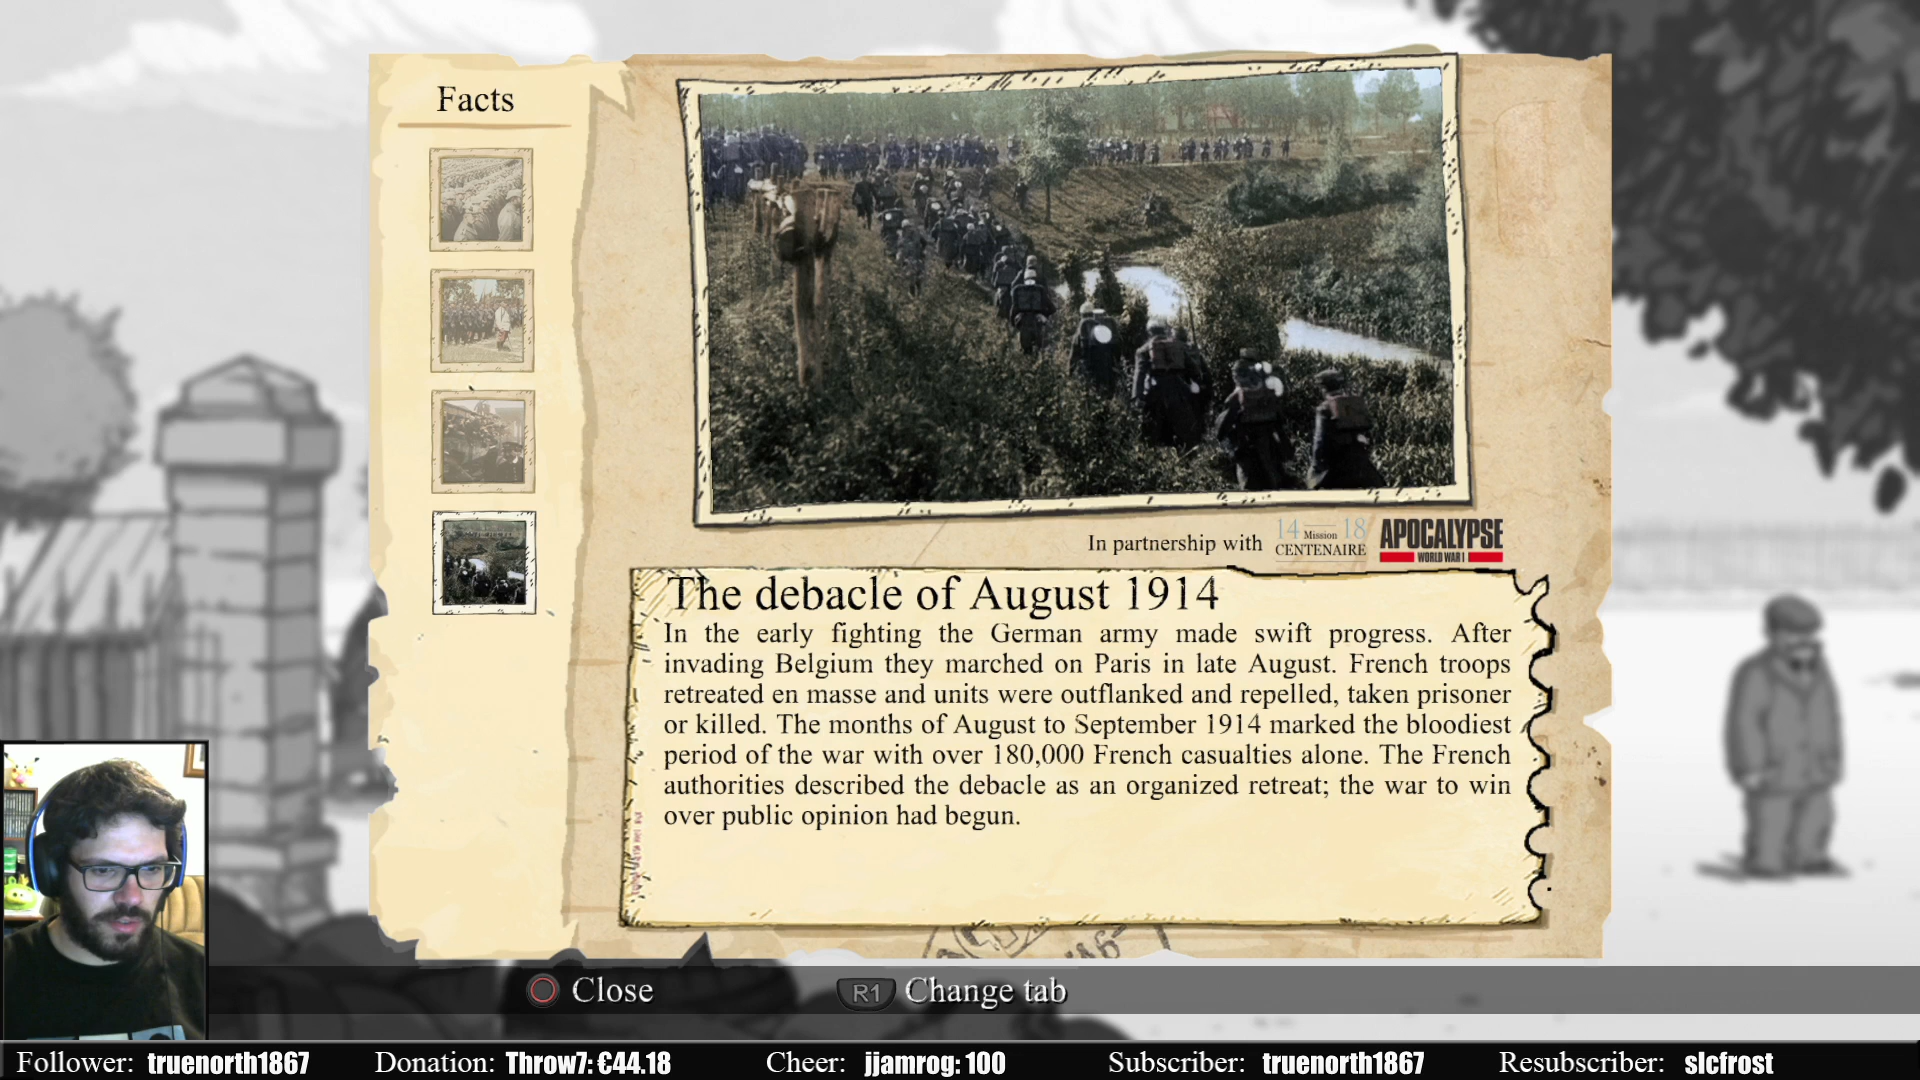 Facts
In partnership with
14 Mission 18
CENTENAIRE
APOCALYPSE
WORLD WAR I
The debacle of August 1914
In the early fighting the German army made swift progress. After
invading Belgium they marched on Paris in late August. French troops
retreated en masse and units were outflanked and repelled, taken prisoner
or killed. The months of August to September 1914 marked the bloodiest
period of the war with over 180,000 French casualties alone. The French
authorities described the debacle as an organized retreat; the war to win
over public opinion had begun.
Close
R1 Change tab
Follower: truenorth1867 Donation: Throw7: €44.18 Cheer: jjamrog: 100 Subscriber: truenorth1867 Resubscriber: slcfrost